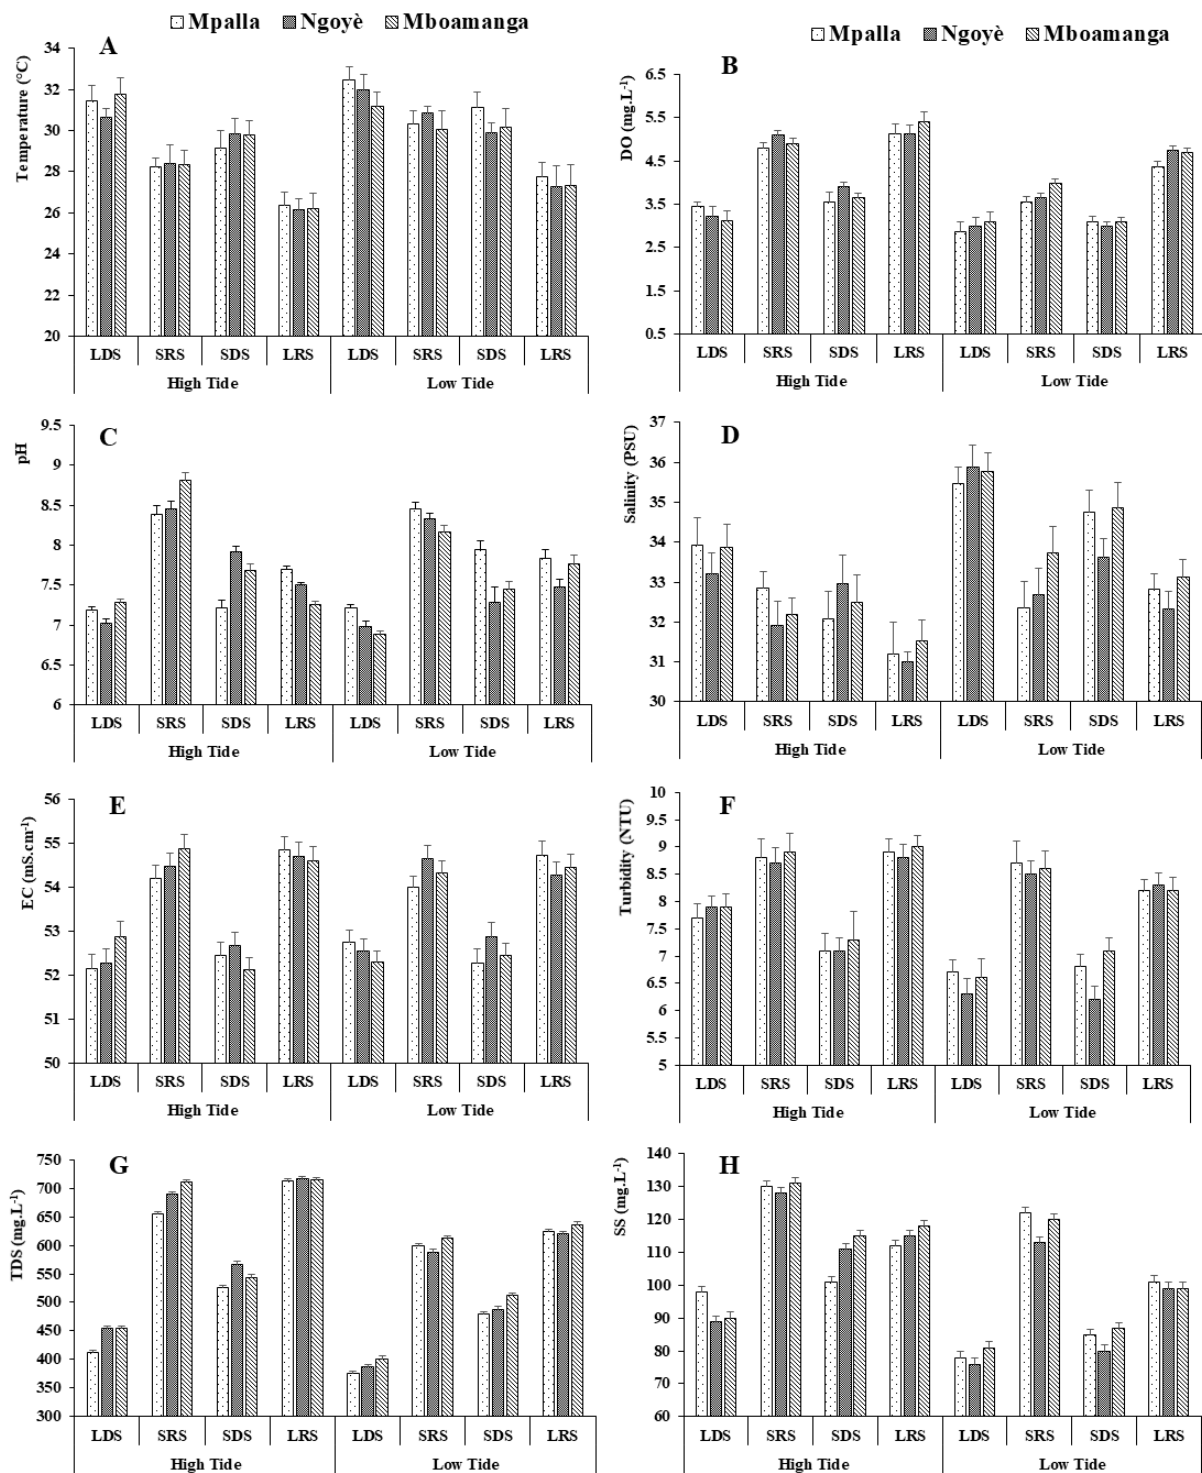 Mpalla Ngoyè Mboamanga
A
Temperature (°C)
34
32
30
28
26
24
22
20
LDS SRS SDS LRS LDS SRS SDS LRS
High Tide Low Tide
Mpalla Ngoyè Mboamanga
B
DO (mg.L-1)
6.5
5.5
4.5
3.5
2.5
1.5
0.5
LDS SRS SDS LRS LDS SRS SDS LRS
High Tide Low Tide
C
pH
9.5
9
8.5
8
7.5
7
6.5
6
LDS SRS SDS LRS LDS SRS SDS LRS
High Tide Low Tide
D
Salinity (PSU)
37
36
35
34
33
32
31
30
LDS SRS SDS LRS LDS SRS SDS LRS
High Tide Low Tide
E
EC (mS.cm-1)
56
55
54
53
52
51
50
LDS SRS SDS LRS LDS SRS SDS LRS
High Tide Low Tide
F
Turbidity (NTU)
10
9.5
9
8.5
8
7.5
7
6.5
6
5.5
5
LDS SRS SDS LRS LDS SRS SDS LRS
High Tide Low Tide
G
TDS (mg.L-1)
750
700
650
600
550
500
450
400
350
300
LDS SRS SDS LRS LDS SRS SDS LRS
High Tide Low Tide
H
SS (mg.L-1)
140
130
120
110
100
90
80
70
60
LDS SRS SDS LRS LDS SRS SDS LRS
High Tide Low Tide